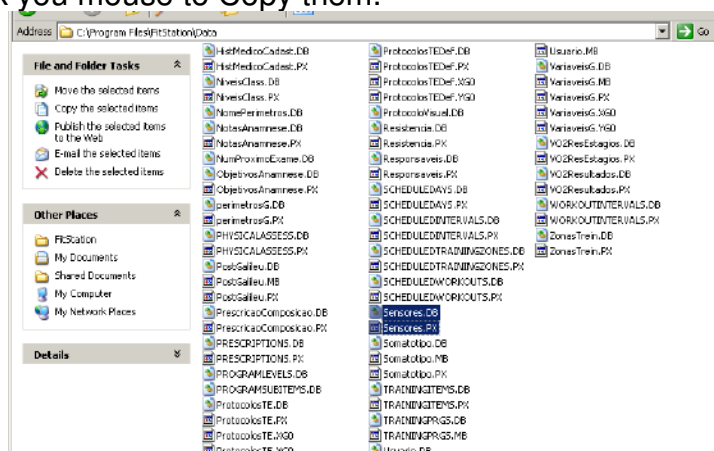 k you mouse to Copy them.
Address C:\Program Files\FitStation\Data Go
File and Folder Tasks
Move the selected items
Copy the selected items
Publish the selected items
to the Web
E-mail the selected items
Delete the selected items
Other Places
FitStation
My Documents
Shared Documents
My Computer
My Network Places
Details
HistMedicoCadast.DB
HistMedicoCadast.PX
NiveisClass.DB
NiveisClass.PX
NomePerimetros.DB
NotasAnamnese.DB
NotasAnamnese.PX
NumProximoExame.DB
ObjetivosAnamnese.DB
ObjetivosAnamnese.PX
perimetrosG.DB
perimetrosG.PX
PHYSICALASSESS.DB
PHYSICALASSESS.PX
PostGalileu.DB
PostGalileu.MB
PostGalileu.PX
PrescricaoComposicao.DB
PrescricaoComposicao.PX
PRESCRIPTIONS.DB
PRESCRIPTIONS.PX
PROGRAMLEVELS.DB
PROGRAMSUBITEMS.DB
ProtocolosTE.DB
ProtocolosTE.PX
ProtocolosTE.XG0
ProtocolosTE.YG0
ProtocolosTEDeF.DB
ProtocolosTEDeF.PX
ProtocolosTEDeF.XG0
ProtocolosTEDeF.YG0
ProtocoloVisual.DB
Resistencia.DB
Resistencia.PX
Responsaveis.DB
Responsaveis.PX
SCHEDULEDAYS.DB
SCHEDULEDAYS.PX
SCHEDULEDINTERVALS.DB
SCHEDULEDINTERVALS.PX
SCHEDULEDTRAININGZONES.DB
SCHEDULEDTRAININGZONES.PX
SCHEDULEDWORKOUTS.DB
SCHEDULEDWORKOUTS.PX
Sensores.DB
Sensores.PX
Somatotipo.DB
Somatotipo.MB
Somatotipo.PX
TRAININGITEMS.DB
TRAININGITEMS.PX
TRAININGPRGS.DB
TRAININGPRGS.MB
Usuario.DB
Usuario.MB
VariaveisG.DB
VariaveisG.MB
VariaveisG.PX
VariaveisG.XG0
VariaveisG.YG0
VO2ResEstagios.DB
VO2ResEstagios.PX
VO2Resultados.DB
VO2Resultados.PX
WORKOUTINTERVALS.DB
WORKOUTINTERVALS.PX
ZonasTrein.DB
ZonasTrein.PX